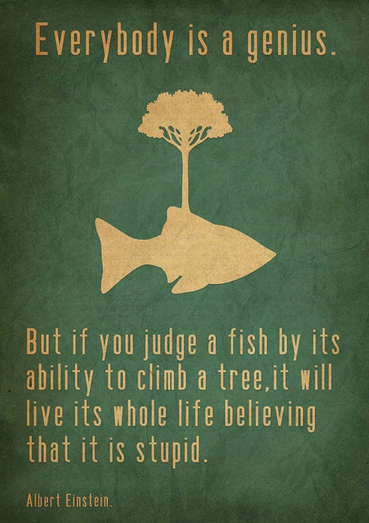 Everybody is a genius.
But if you judge a fish by its
ability to climb a tree,it will
live its whole life believing
that it is stupid.
Albert Einstein.